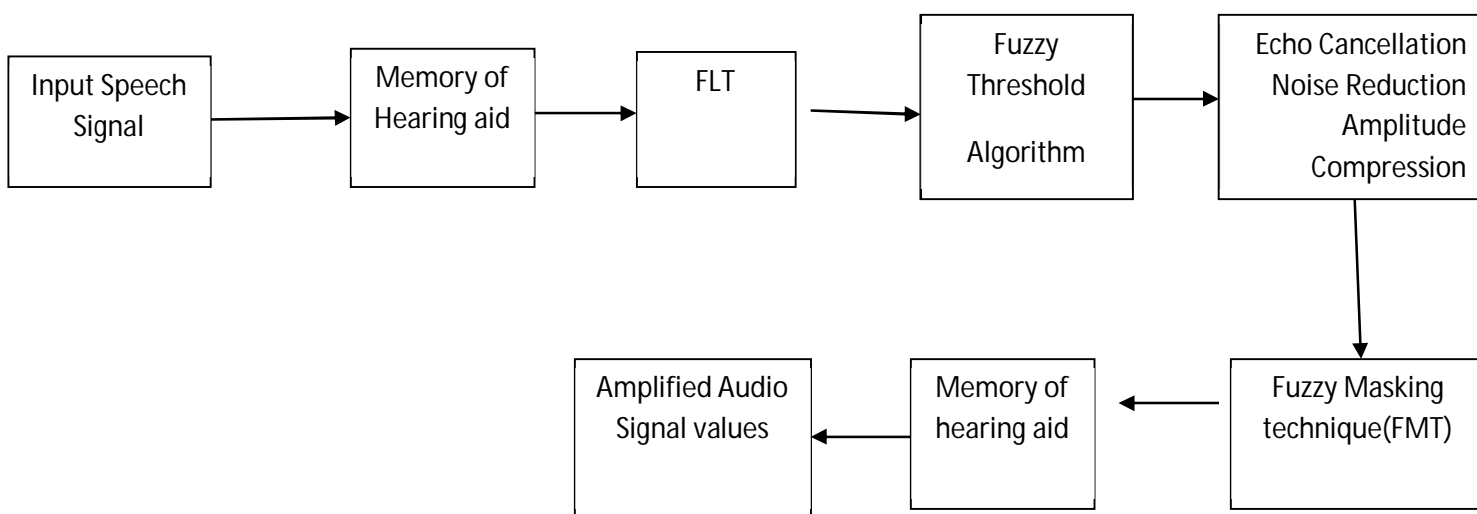 Input Speech
Signal
Memory of
Hearing aid
FLT
Fuzzy
Threshold
Algorithm
Echo Cancellation
Noise Reduction
Amplitude
Compression
Fuzzy Masking
technique(FMT)
Memory of
hearing aid
Amplified Audio
Signal values